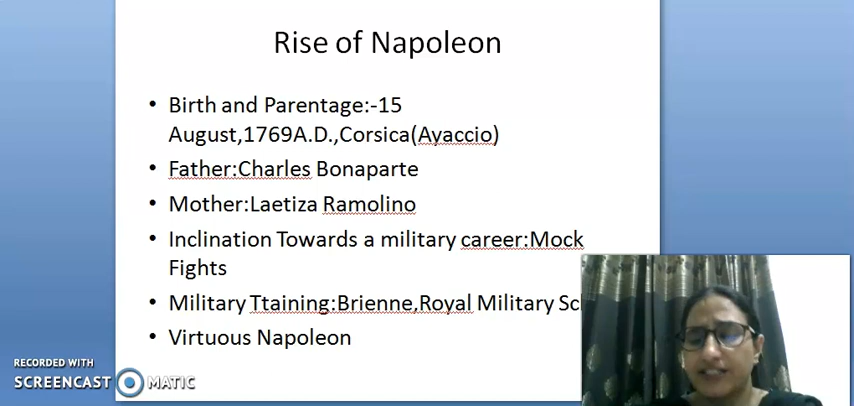 Rise of Napoleon
• Birth and Parentage:-15
August,1769A.D.,Corsica(Ayaccio)
• Father:Charles Bonaparte
• Mother:Laetiza Ramolino
• Inclination Towards a military career:Mock
Fights
• Military Ttaining:Brienne,Royal Military
• Virtuous Napoleon
RECORDED WITH
SCREENCAST MATIC